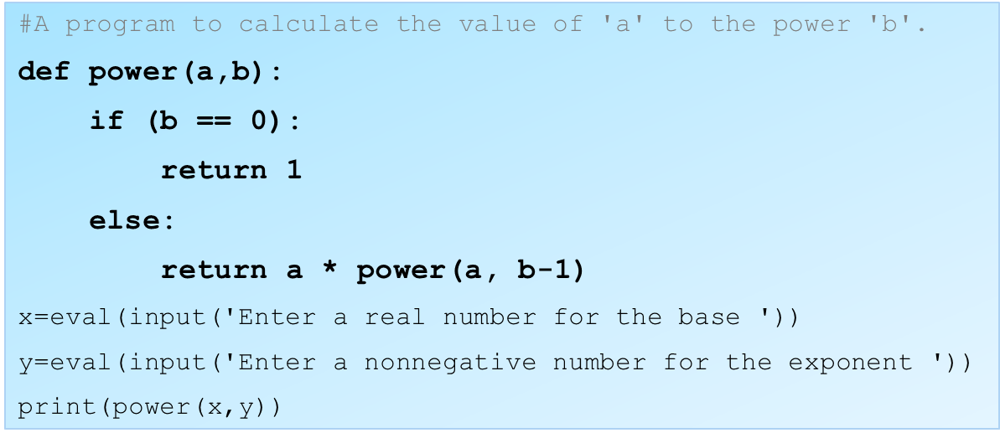 #A program to calculate the value of 'a' to the power 'b'.
def power(a,b):
    if (b == 0):
        return 1
    else:
        return a * power(a, b-1)
x=eval(input('Enter a real number for the base '))
y=eval(input('Enter a nonnegative number for the exponent '))
print(power(x,y))